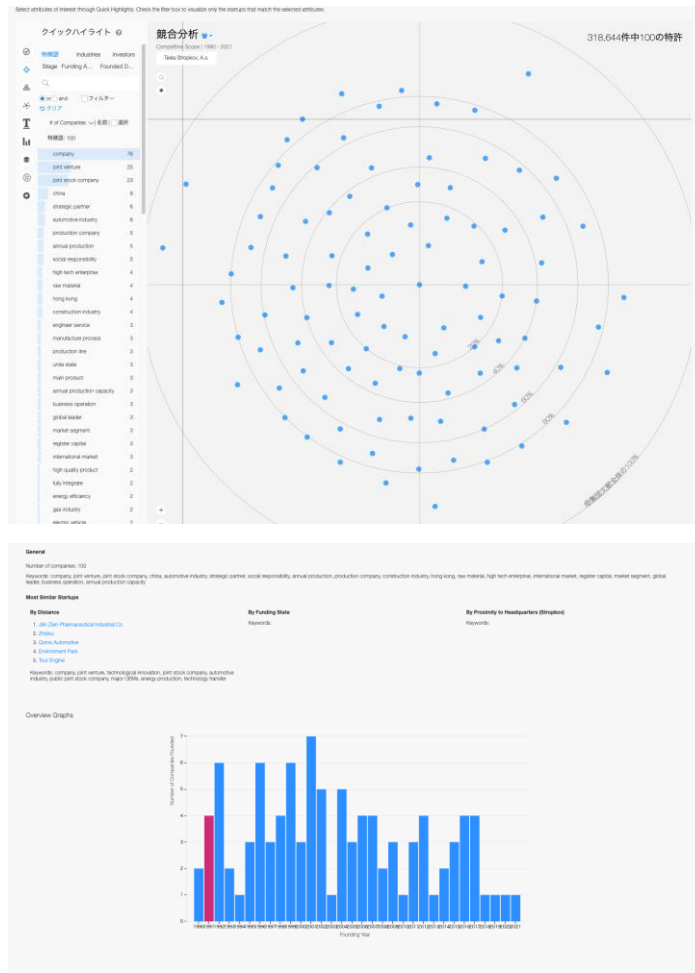 Select attributes of interest through Quick Highlights. Check the filter box to visualize only the startups that match the selected attributes.
クイックハイライト
特徴語 Industries Investors
Stage Funding A... Founded D...
or and フィルター
クリア
# of Companies 名前 選択
特徴語: 100
company 76
joint venture 25
joint stock company 23
china 8
strategic partner 6
automotive industry 6
production company 5
annual production 5
social responsibility 5
high tech enterprise 4
raw material 4
hong kong 4
construction industry 4
engineer service 3
manufacture process 3
production line 3
unite state 3
main product 3
annual production capacity 3
business operation 3
global leader 3
market segment 3
register capital 3
international market 3
high quality product 2
fully integrate 2
energy efficiency 2
gas industry 2
electric vehicle 2
競合分析
Competitive Scope | 1990 - 2021
Tesla Stropkov, A.s.
318,644件中100の特許
60%
80%
General
Number of companies: 100
Keywords: company, joint venture, joint stock company, china, automotive industry, strategic partner, social responsibility, annual production, production company, construction industry, hong kong, raw material, high tech enterprise, international market, register capital, market segment, global
leader, business operation, annual production capacity
Most Similar Startups
By Distance
1. Jilin Zixin Pharmaceutical Industrial Co
2. Zhidou
3. Qoros Automotive
4. Environment Park
5. Tour Engine
Keywords: company, joint venture, technological innovation, joint stock company, automotive
industry, public joint stock company, major OEMs, energy production, technology transfer
By Funding State
Keywords:
By Proximity to Headquarters (Stropkov)
Keywords:
Overview Graphs
Number of Companies Founded
7
6
5
4
3
2
1
0
Founding Year